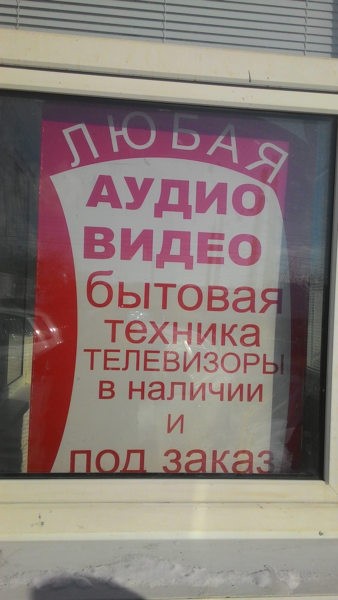 ЛЮБАЯ
АУДИО
ВИДЕО
бытовая
техника
ТЕЛЕВИЗОРЫ
в наличии
и
под заказ